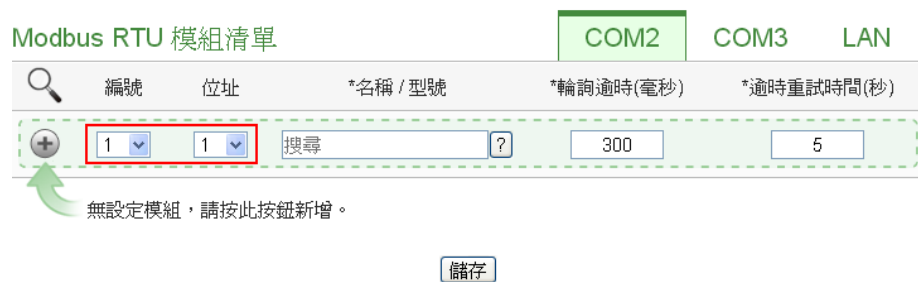 Modbus RTU 模組清單 COM2 COM3 LAN
編號 位址 *名稱 / 型號 *輪詢逾時(毫秒) *逾時重試時間(秒)
1 1 搜尋 ? 300 5
無設定模組，請按此按鈕新增。
儲存